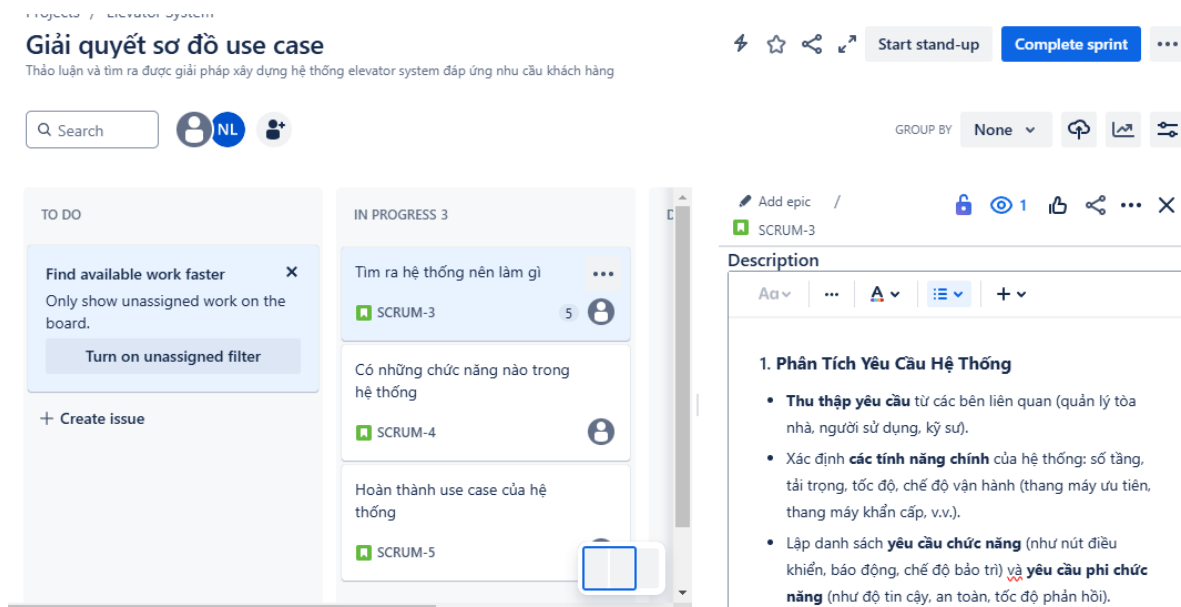 Projects / Elevator System
Giải quyết sơ đồ use case
Thảo luận và tìm ra được giải pháp xây dựng hệ thống elevator system đáp ứng nhu cầu khách hàng
Start stand-up
Complete sprint
Search
NL
GROUP BY
None
TO DO
Find available work faster
Only show unassigned work on the
board.
Turn on unassigned filter
+ Create issue
IN PROGRESS 3
Tìm ra hệ thống nên làm gì
SCRUM-3
5
Có những chức năng nào trong
hệ thống
SCRUM-4
Hoàn thành use case của hệ
thống
SCRUM-5
Add epic /
1
SCRUM-3
Description
Aa
A
1. Phân Tích Yêu Cầu Hệ Thống
• Thu thập yêu cầu từ các bên liên quan (quản lý tòa
nhà, người sử dụng, kỹ sư).
• Xác định các tính năng chính của hệ thống: số tầng,
tải trọng, tốc độ, chế độ vận hành (thang máy ưu tiên,
thang máy khẩn cấp, v.v.).
• Lập danh sách yêu cầu chức năng (như nút điều
khiển, báo động, chế độ bảo trì) và yêu cầu phi chức
năng (như độ tin cậy, an toàn, tốc độ phản hồi).